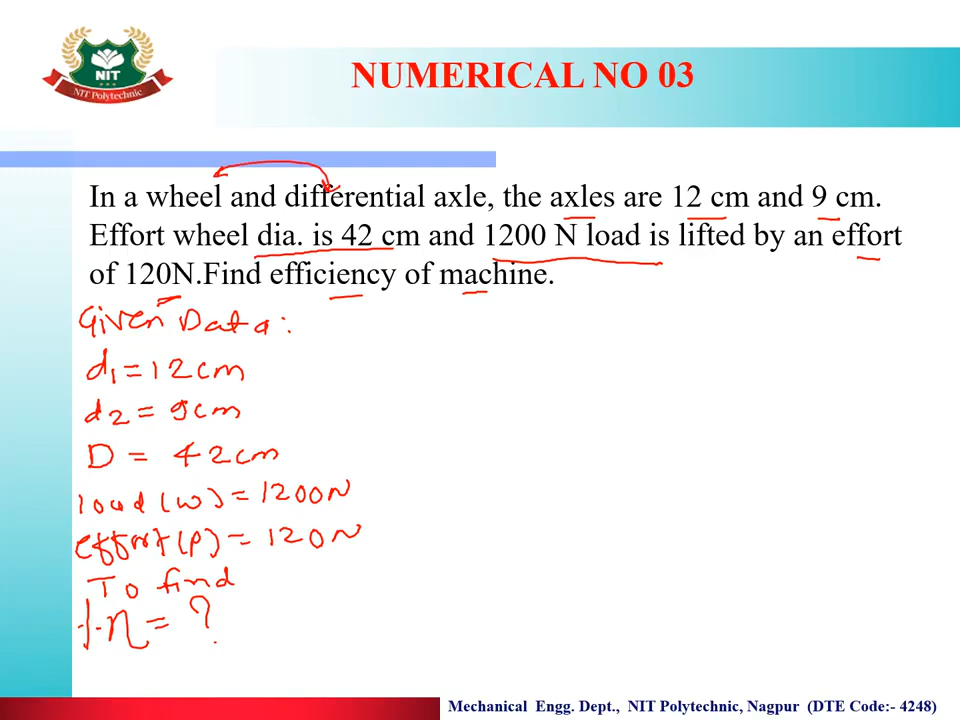 NIT
NIT Polytechnic
NUMERICAL NO 03
In a wheel and differential axle, the axles are 12 cm and 9 cm.
Effort wheel dia. is 42 cm and 1200 N load is lifted by an effort
of 120N.Find efficiency of machine.
Given Data:
d1 = 12cm
d2 = 9cm
D = 42cm
load (w) = 1200N
effort (P) = 120N
To find
% η = ?
Mechanical Engg. Dept., NIT Polytechnic, Nagpur (DTE Code:- 4248)